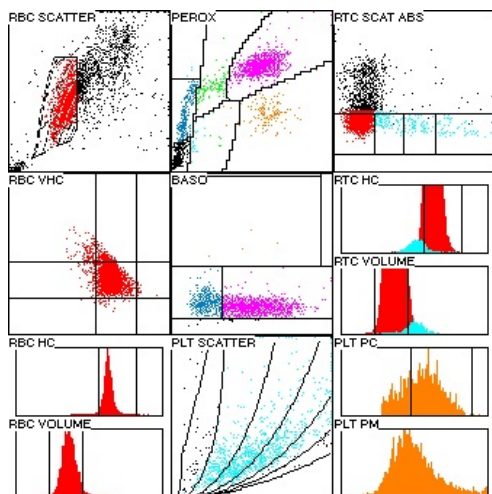 RBC SCATTER
PEROX
RTC SCAT ABS
RBC VHC
BASO
RTC HC
RTC VOLUME
RBC HC
PLT SCATTER
PLT PC
RBC VOLUME
PLT PM